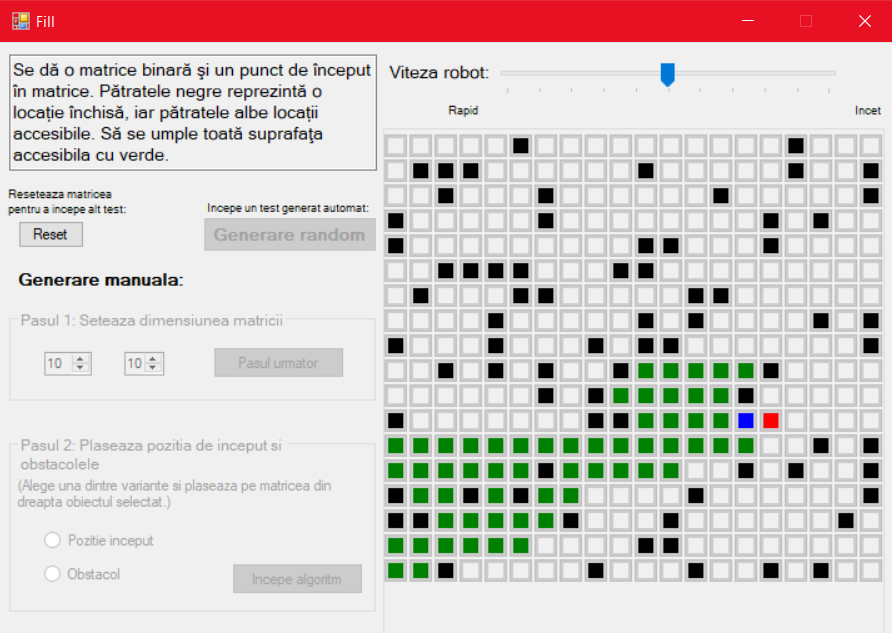 Fill
Se dă o matrice binară şi un punct de început
în matrice. Pătratele negre reprezintă o
locaţie închisă, iar pătratele albe locații
accesibile. Să se umple toată suprafaţa
accesibila cu verde.
Viteza robot:
Rapid
Incet
Reseteaza matricea
pentru a incepe alt test:
Reset
Incepe un test generat automat:
Generare random
Generare manuala:
Pasul 1: Seteaza dimensiunea matricii
10
10
Pasul urmator
Pasul 2: Plaseaza pozitia de inceput si
obstacolele
(Alege una dintre variante si plaseaza pe matricea din
dreapta obiectul selectat.)
Pozitie inceput
Obstacol
Incepe algoritm